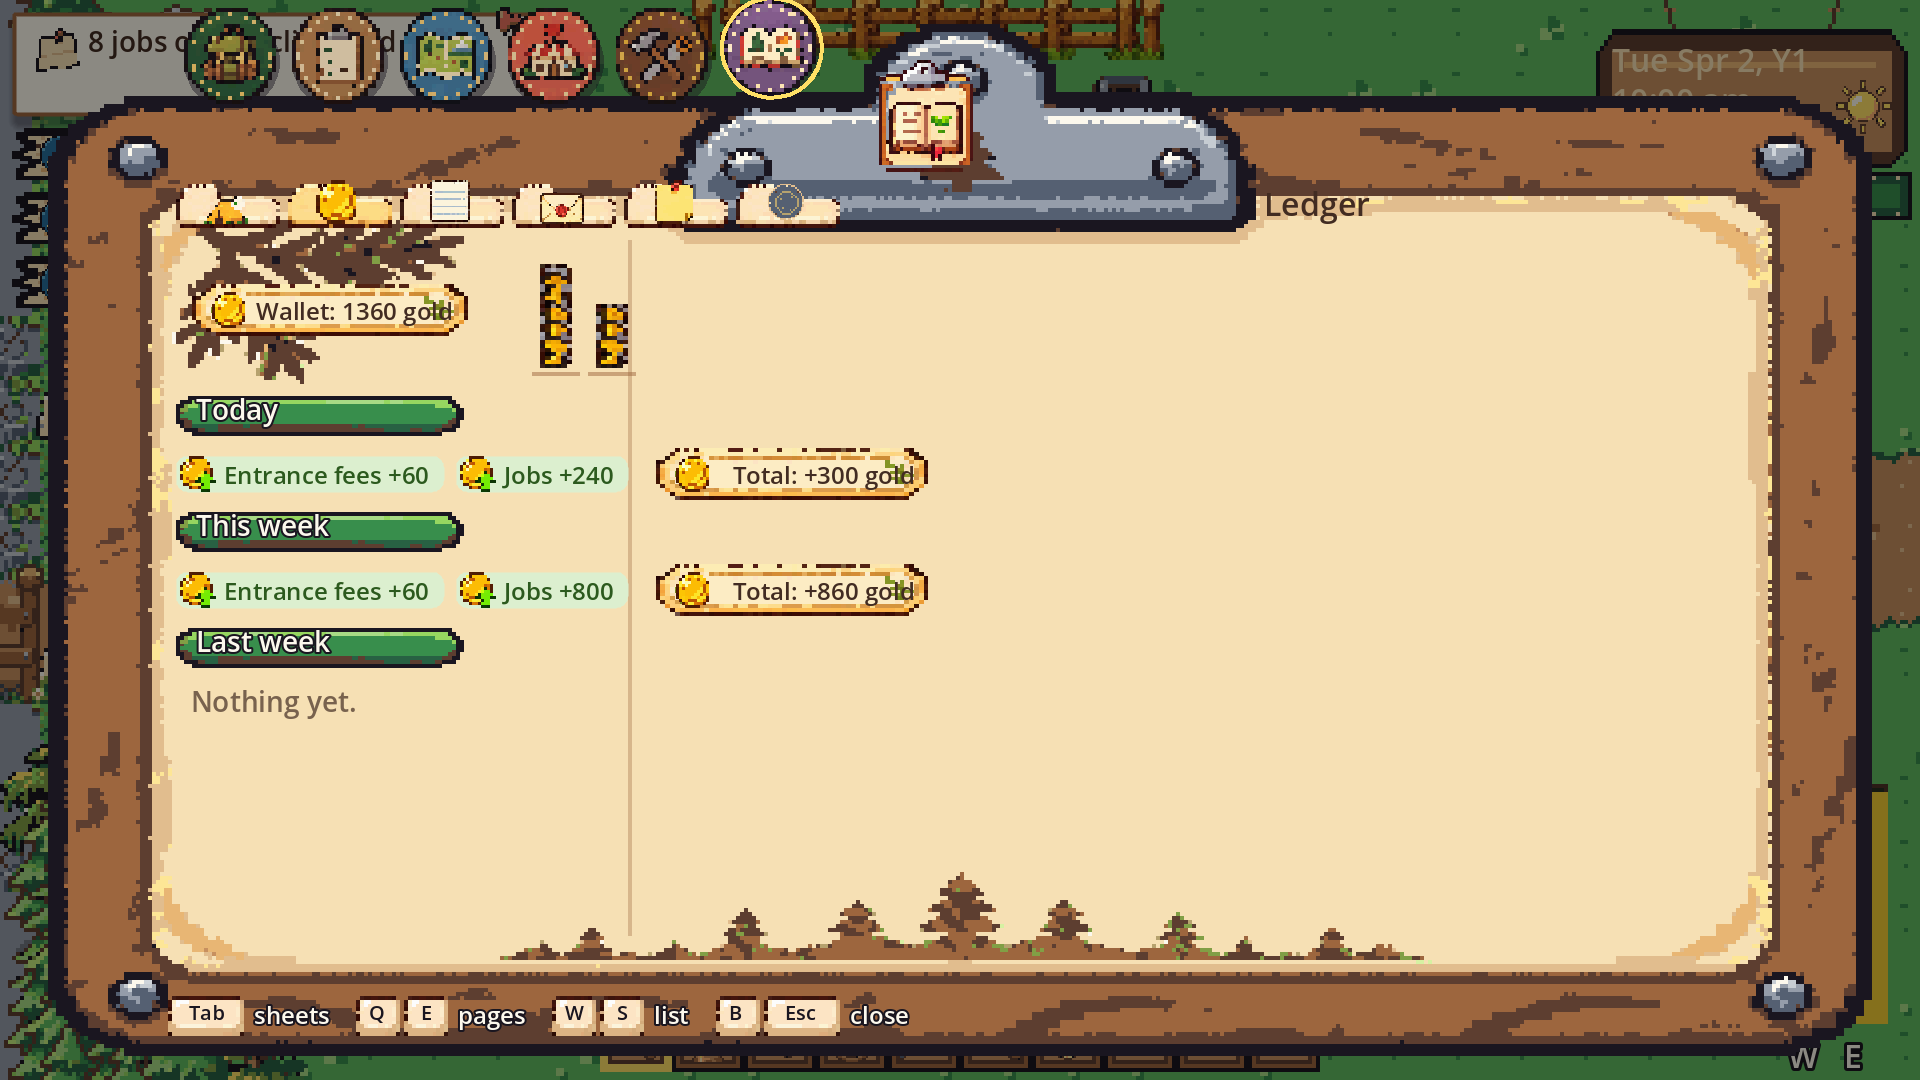 8 jobs
Tue Spr 2, Y1
Ledger
Wallet: 1360 gold
Today
Entrance fees +60
Jobs +240
Total: +300 gold
This week
Entrance fees +60
Jobs +800
Total: +860 gold
Last week
Nothing yet.
Tab sheets Q E pages W S list B Esc close
W E